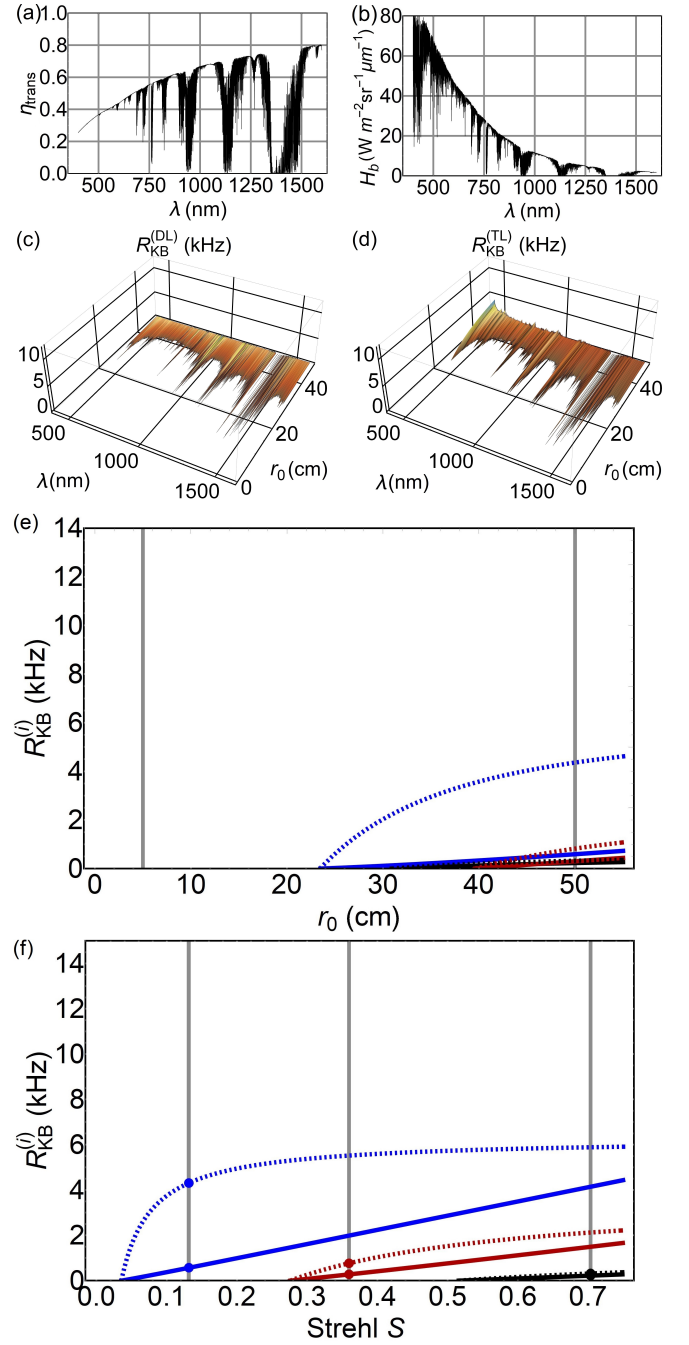 (a)
1.0
0.8
0.6
0.4
0.2
0.0
η_trans
500 750 1000 1250 1500
λ (nm)
(b)
80
60
40
20
0
H_b (W m⁻² sr⁻¹ μm⁻¹)
500 750 1000 1250 1500
λ (nm)
(c)
R_KB^(DL) (kHz)
10
5
0
500
1000
1500
λ(nm)
0
20
40
r₀ (cm)
(d)
R_KB^(TL) (kHz)
10
5
0
500
1000
1500
λ(nm)
0
20
40
r₀ (cm)
(e)
14
12
10
8
6
4
2
0
R_KB^(i) (kHz)
0 10 20 30 40 50
r₀ (cm)
(f)
14
12
10
8
6
4
2
0
R_KB^(i) (kHz)
0.0 0.1 0.2 0.3 0.4 0.5 0.6 0.7
Strehl S